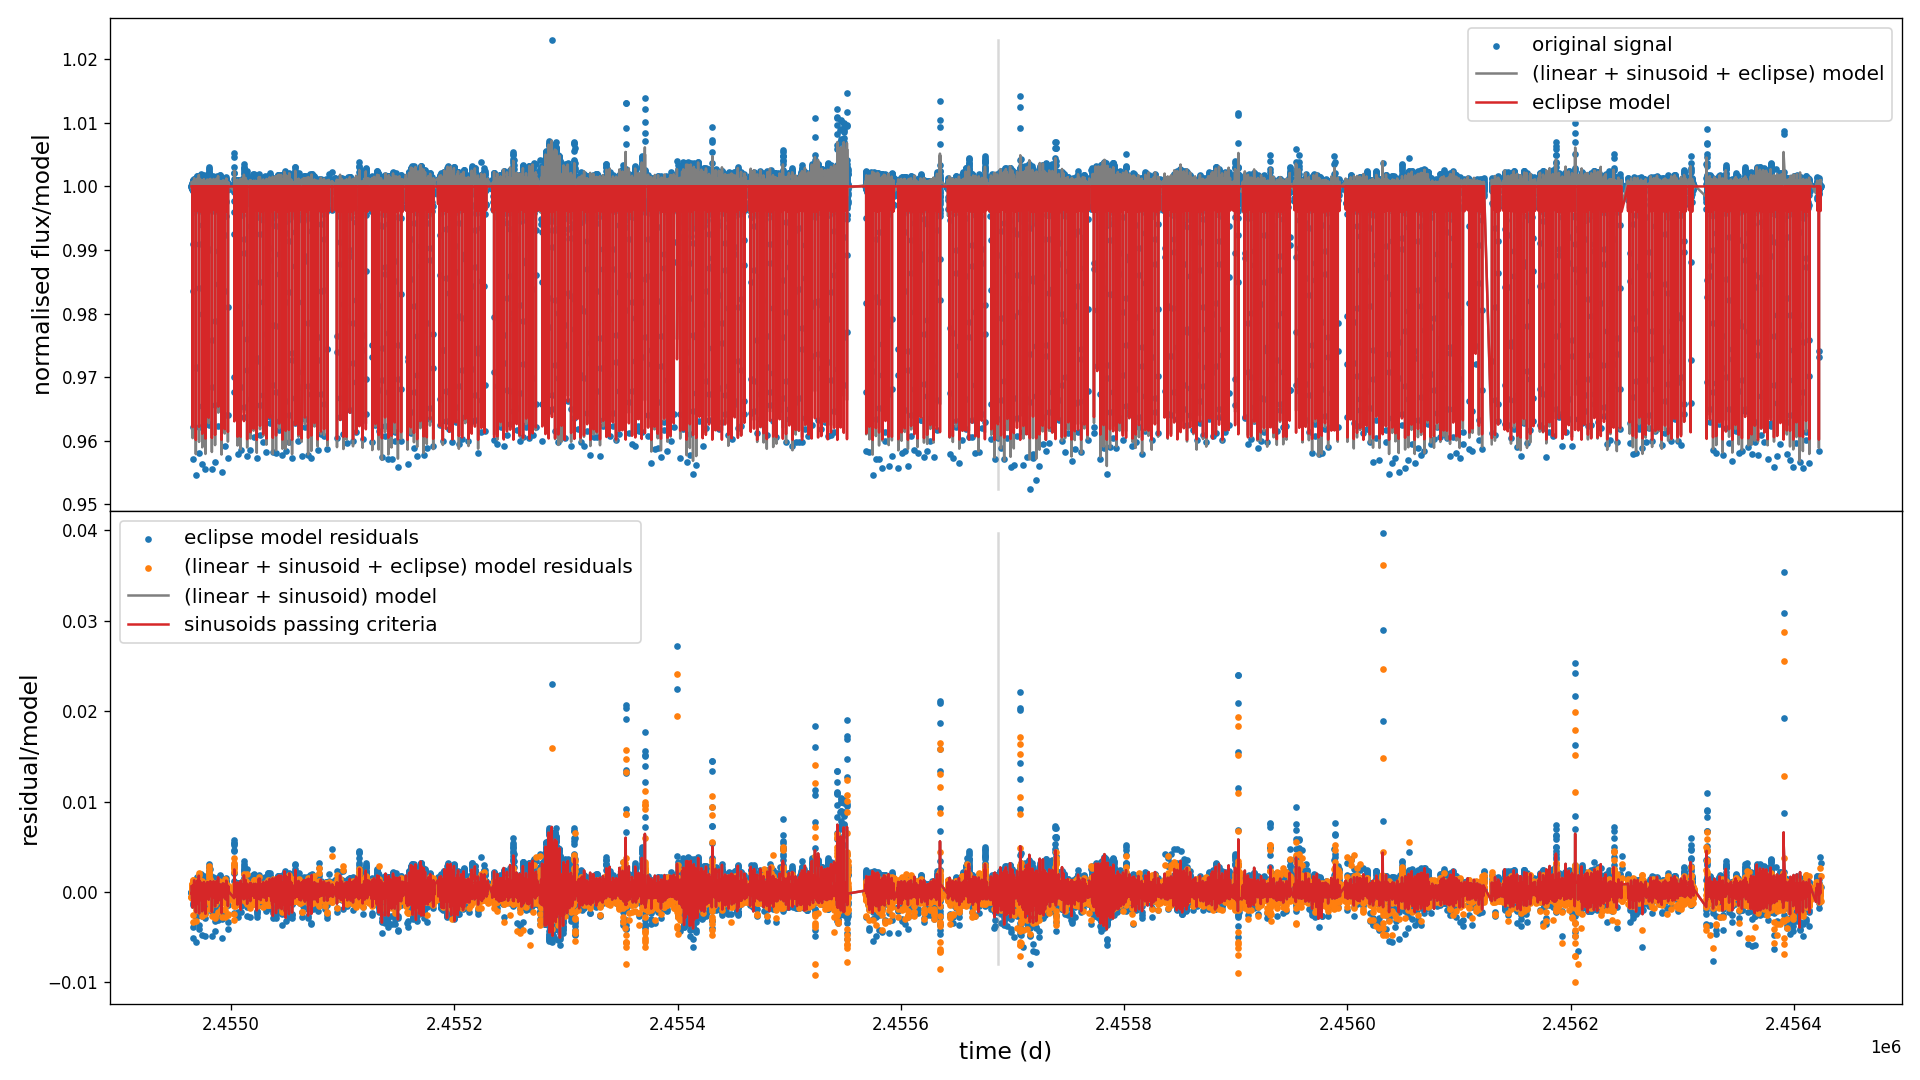 normalised flux/model
1.02
1.01
1.00
0.99
0.98
0.97
0.96
0.95
original signal
(linear + sinusoid + eclipse) model
eclipse model
residual/model
0.04
0.03
0.02
0.01
0.00
−0.01
eclipse model residuals
(linear + sinusoid + eclipse) model residuals
(linear + sinusoid) model
sinusoids passing criteria
2.4550 2.4552 2.4554 2.4556 2.4558 2.4560 2.4562 2.4564
1e6
time (d)